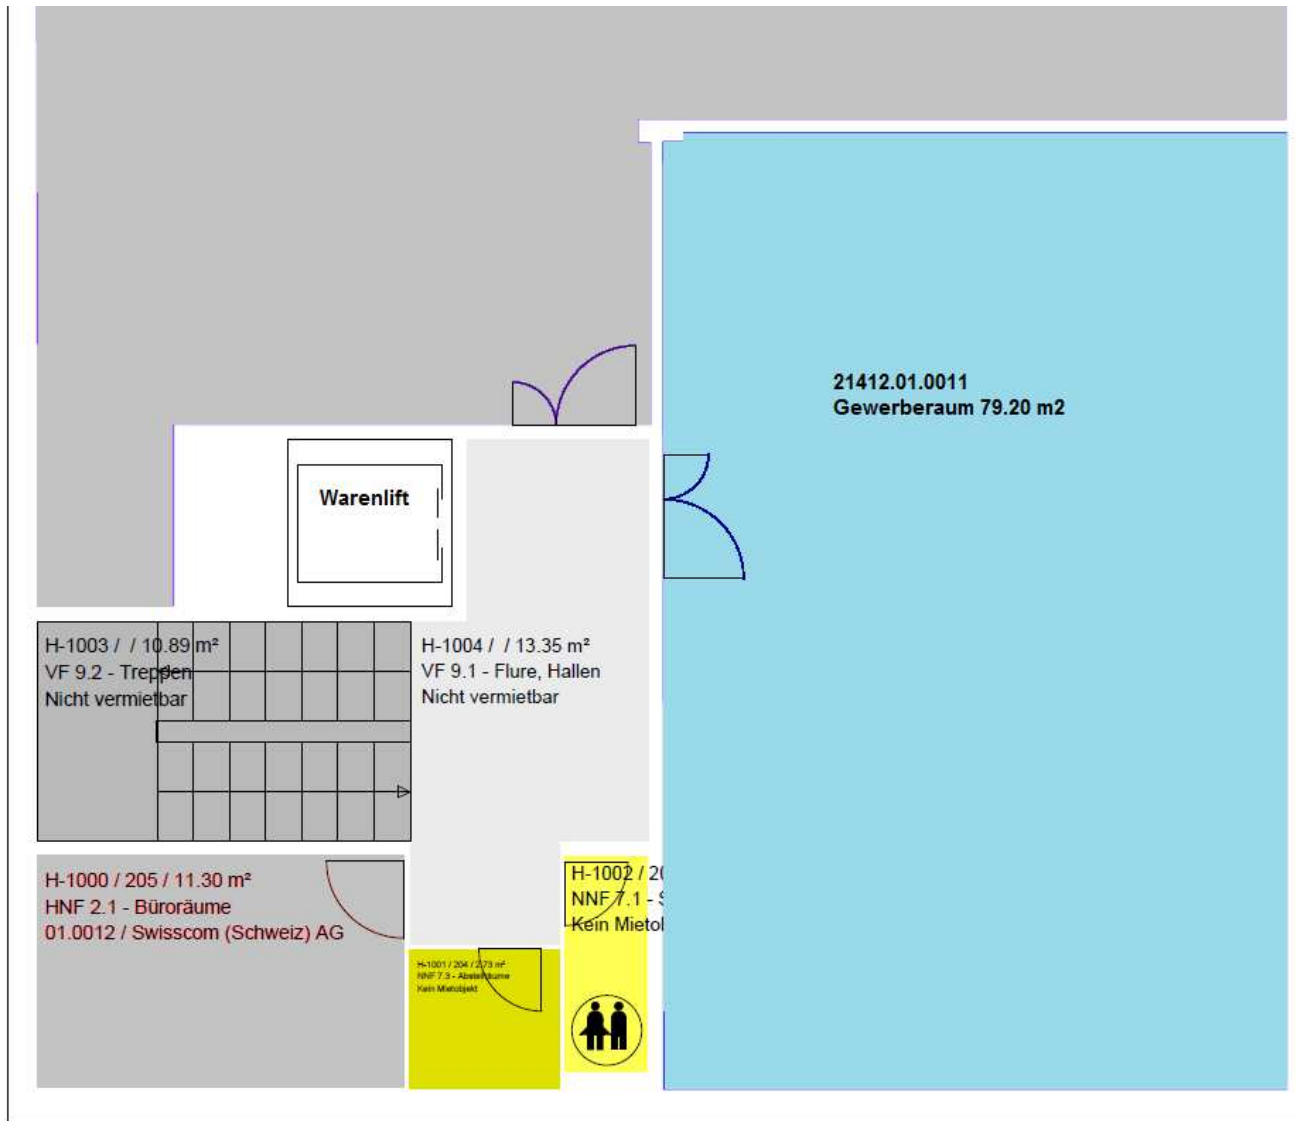 21412.01.0011
Gewerberaum 79.20 m2
Warenlift
H-1003 / / 10.89 m²
VF 9.2 - Treppen
Nicht vermietbar
H-1004 / / 13.35 m²
VF 9.1 - Flure, Hallen
Nicht vermietbar
H-1000 / 205 / 11.30 m²
HNF 2.1 - Büroräume
01.0012 / Swisscom (Schweiz) AG
H-1002 / 20
NNF 7.1 - S
Kein Mietol
H-1001 / 204 / 2.73 m²
NNF 7.3 - Abstellräume
Kein Mietobjekt